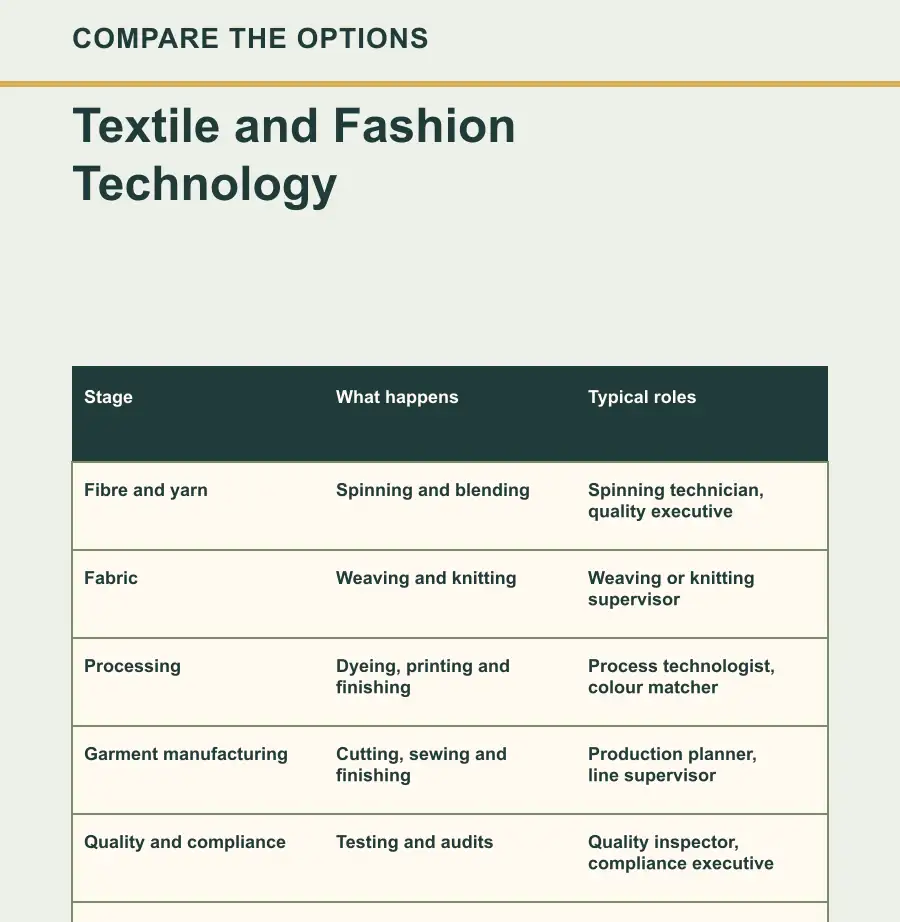 COMPARE THE OPTIONS
Textile and Fashion
Technology
Stage What happens Typical roles
Fibre and yarn Spinning and blending Spinning technician,
quality executive
Fabric Weaving and knitting Weaving or knitting
supervisor
Processing Dyeing, printing and Process technologist,
finishing colour matcher
Garment manufacturing Cutting, sewing and Production planner,
finishing line supervisor
Quality and compliance Testing and audits Quality inspector,
compliance executive